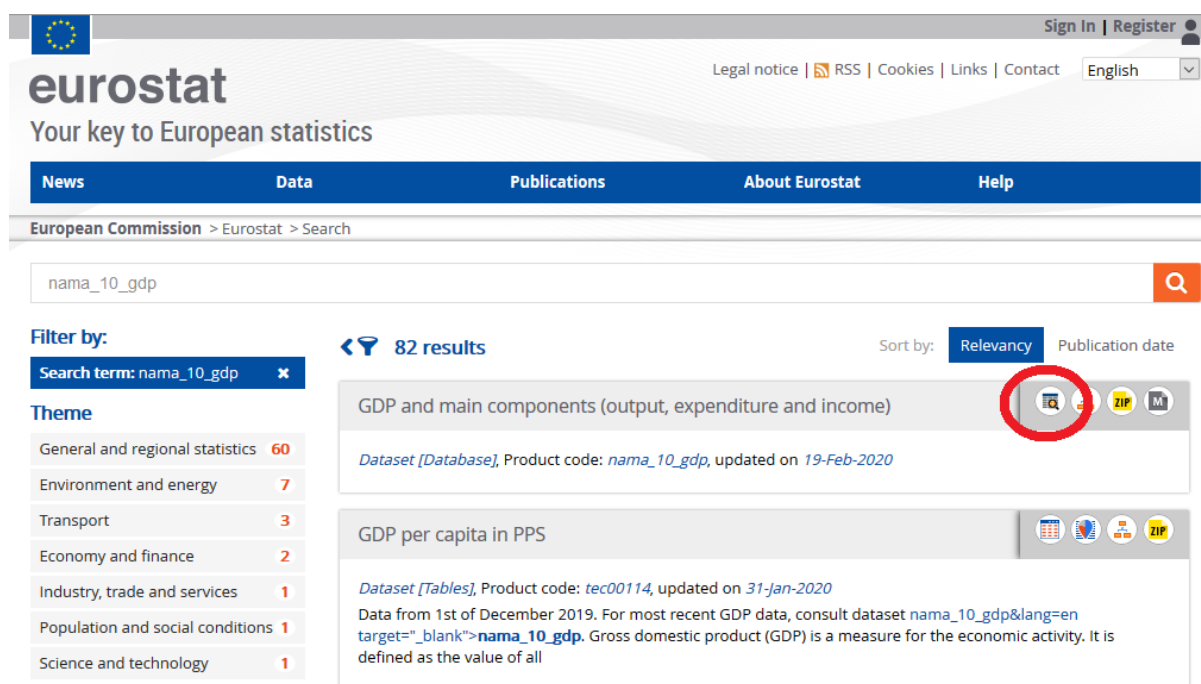 Sign In | Register
Legal notice | RSS | Cookies | Links | Contact English
eurostat
Your key to European statistics
News Data Publications About Eurostat Help
European Commission > Eurostat > Search
nama_10_gdp
Filter by:
Search term: nama_10_gdp ×
Theme
General and regional statistics 60
Environment and energy 7
Transport 3
Economy and finance 2
Industry, trade and services 1
Population and social conditions 1
Science and technology 1
82 results Sort by: Relevancy Publication date
GDP and main components (output, expenditure and income) ZIP M
Dataset [Database], Product code: nama_10_gdp, updated on 19-Feb-2020
GDP per capita in PPS ZIP
Dataset [Tables], Product code: tec00114, updated on 31-Jan-2020
Data from 1st of December 2019. For most recent GDP data, consult dataset nama_10_gdp&lang=en
target="_blank">nama_10_gdp. Gross domestic product (GDP) is a measure for the economic activity. It is
defined as the value of all